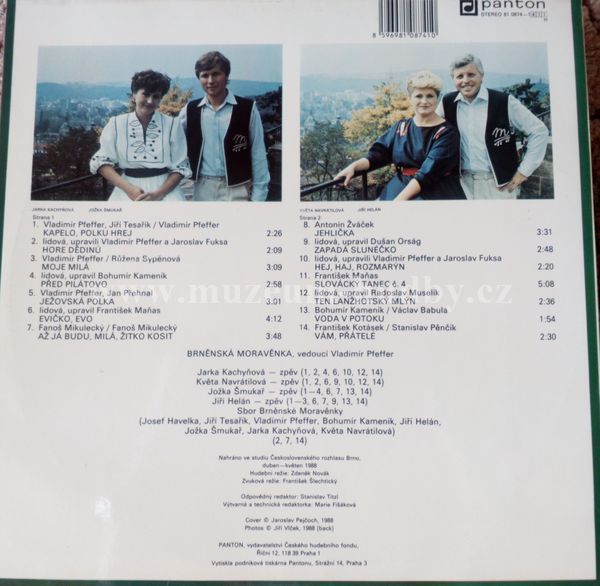 panton
STEREO 81 0874-1
8 596981 087410
JARKA KACHYŇOVÁ JOŽKA ŠMUKAŘ
KVĚTA NAVRÁTILOVÁ JIŘÍ HELÁN
Strana 1
1. Vladimír Pfeffer, Jiří Tesařík / Vladimír Pfeffer
KAPELO, POLKU HREJ 2:26
2. lidová, upravili Vladimír Pfeffer a Jaroslav Fuksa
HORE DĚDINÚ 2:09
3. Vladimír Pfeffer / Růžena Sypěnová
MOJE MILÁ 3:09
4. lidová, upravil Bohumír Kameník
PŘED PILÁTOVO 2:58
5. Vladimír Pfeffer, Jan Přehnal
JEŽOVSKÁ POLKA 3:01
6. lidová, upravil František Maňas
EVIČKO, EVO 4:12
7. Fanoš Mikulecký / Fanoš Mikulecký
AŽ JÁ BUDU, MILÁ, ŽITKO KOSIT 3:48
Strana 2
8. Antonín Žváček
JEHLIČKA 3:31
9. lidová, upravil Dušan Orság
ZAPADÁ SLUNÉČKO 2:48
10. lidová, upravili Vladimír Pfeffer a Jaroslav Fuksa
HEJ, HAJ, ROZMARÝN 2:20
11. František Maňas
SLOVÁCKÝ TANEC č. 4 5:08
12. lidová, upravil Radoslav Muselík
TEN LANŽHOTSKÝ MLÝN 2:36
13. Bohumír Kameník / Václav Babula
VODA V POTOKU 1:54
14. František Kotásek / Stanislav Pěnčík
VÁM, PŘÁTELÉ 2:30
www.muzeumhudby.cz
BRNĚNSKÁ MORAVĚNKA, vedoucí Vladimír Pfeffer
Jarka Kachyňová — zpěv (1, 2, 4, 6, 10, 12, 14)
Květa Navrátilová — zpěv (1, 2, 6, 9, 10, 12, 14)
Jožka Šmukař — zpěv (1—4, 6, 7, 13, 14)
Jiří Helán — zpěv (1—3, 6, 7, 9, 13, 14)
Sbor Brněnské Moravěnky
(Josef Havelka, Jiří Tesařík, Vladimír Pfeffer, Bohumír Kameník, Jiří Helán,
Jožka Šmukař, Jarka Kachyňová, Květa Navrátilová)
(2, 7, 14)
Nahráno ve studiu Československého rozhlasu Brno,
duben—květen 1988
Hudební režie: Zdeněk Novák
Zvuková režie: František Šlechtický
Odpovědný redaktor: Stanislav Titzl
Výtvarná a technická redaktorka: Marie Fišáková
Cover © Jaroslav Pejčoch, 1988
Photos © Jiří Vlček, 1988 (back)
PANTON, vydavatelství Českého hudebního fondu,
Říční 12, 118 39 Praha 1
Vytiskla podniková tiskárna Pantonu, Strážní 14, Praha 3